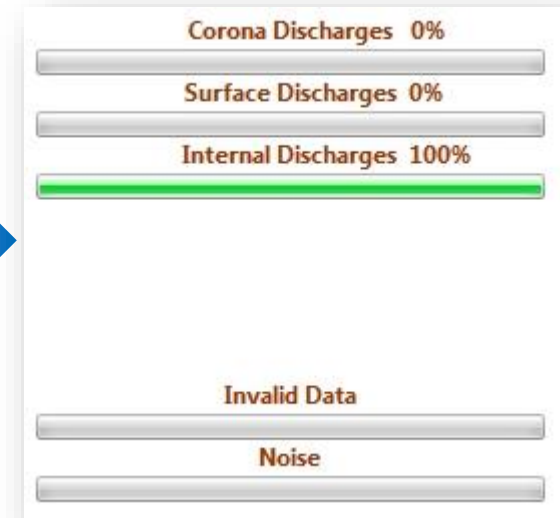 Corona Discharges 0%
Surface Discharges 0%
Internal Discharges 100%
Invalid Data
Noise